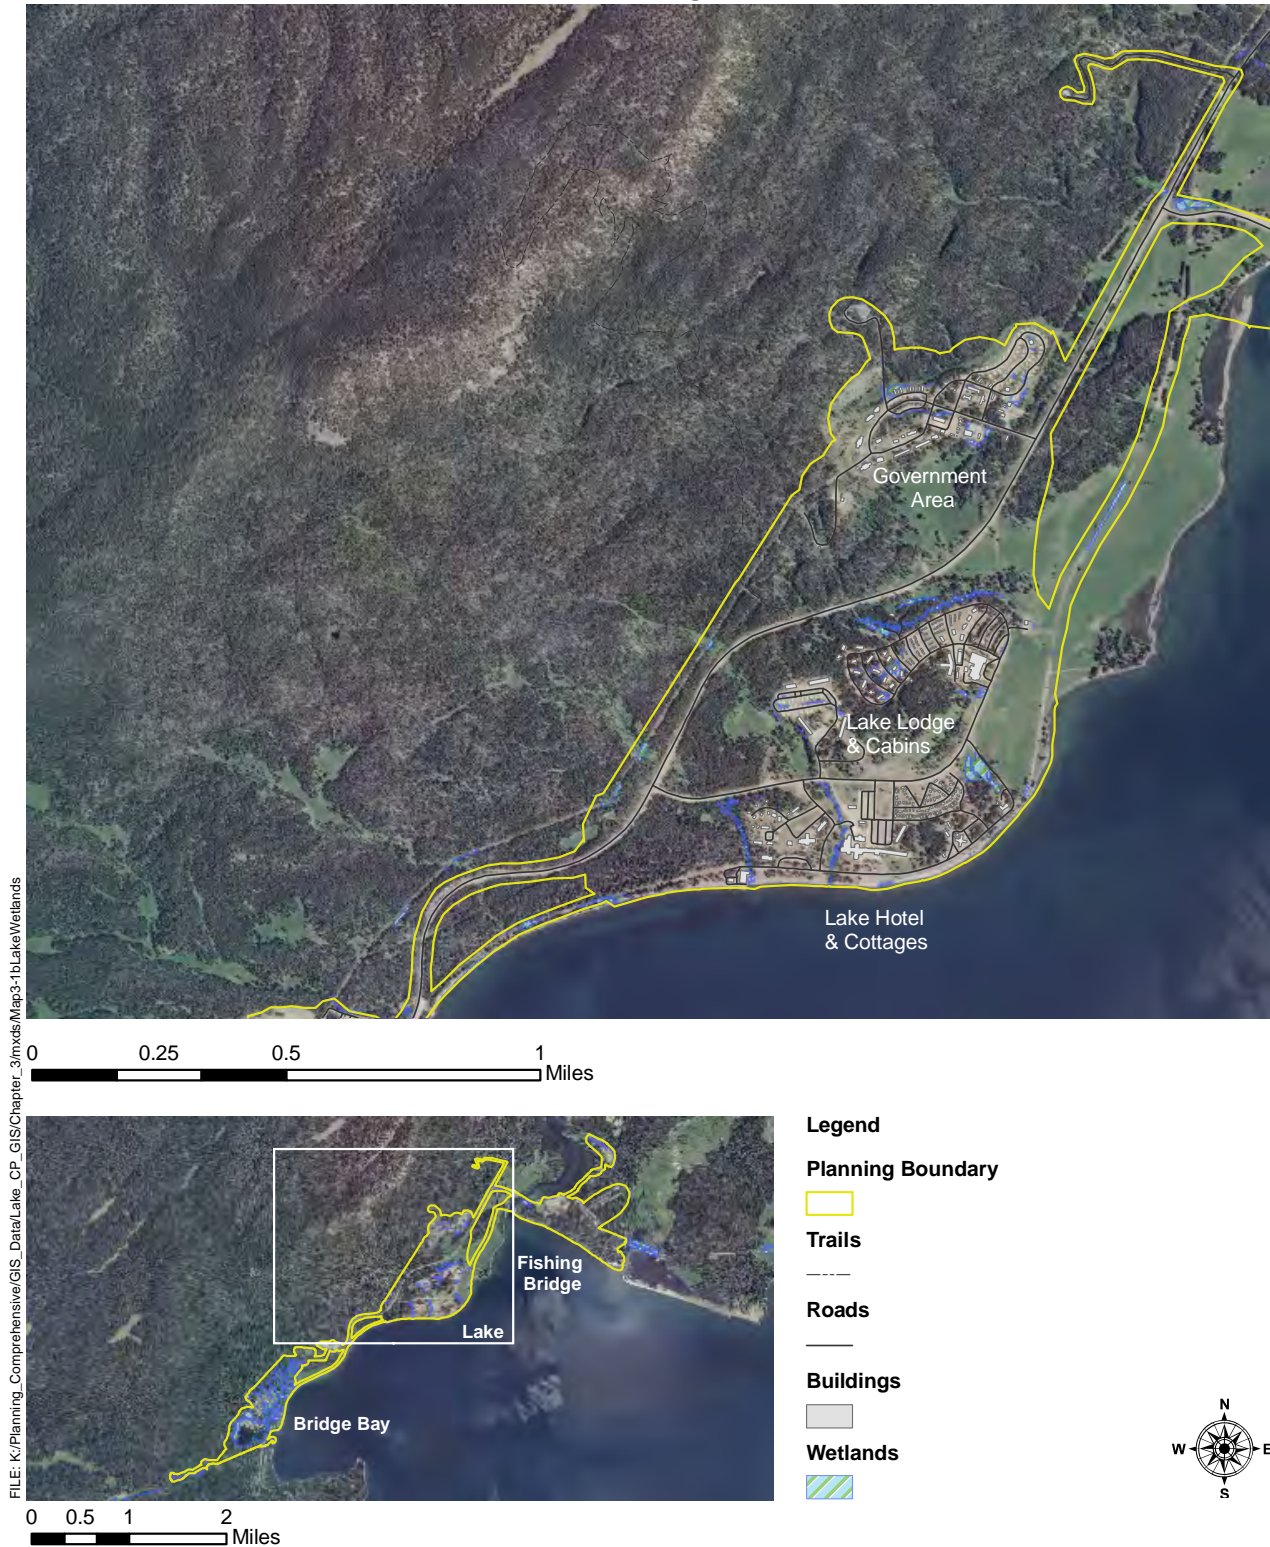 Government
Area
Lake Lodge
& Cabins
Lake Hotel
& Cottages
0 0.25 0.5 1
Miles
FILE: K:/Planning_Comprehensive/GIS_Data/Lake_CP_GIS/Chapter_3/mxds/Map3-1bLakeWetlands
Fishing
Bridge
Lake
Bridge Bay
0 0.5 1 2
Miles
Legend
Planning Boundary
Trails
Roads
Buildings
Wetlands
N
W E
S